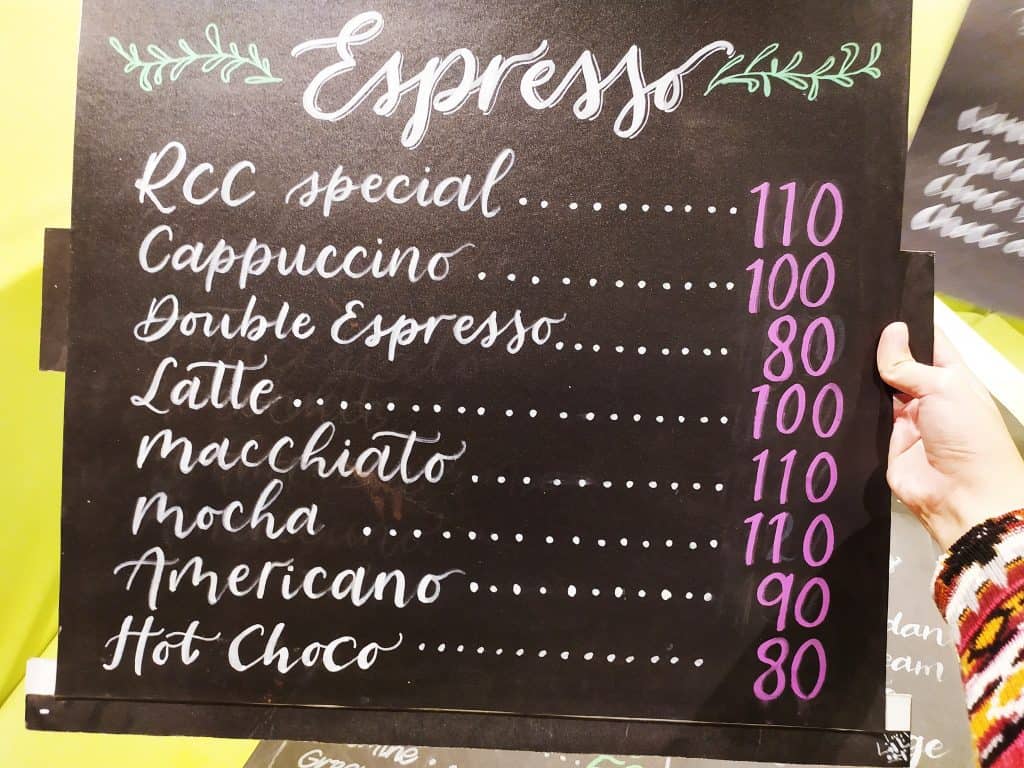 Espresso
RCC special .......... 110
Cappuccino .......... 100
Double Espresso ........ 80
Latte ................ 100
macchiato .......... 110
mocha .............. 110
Americano .......... 90
Hot Choco .............. 80